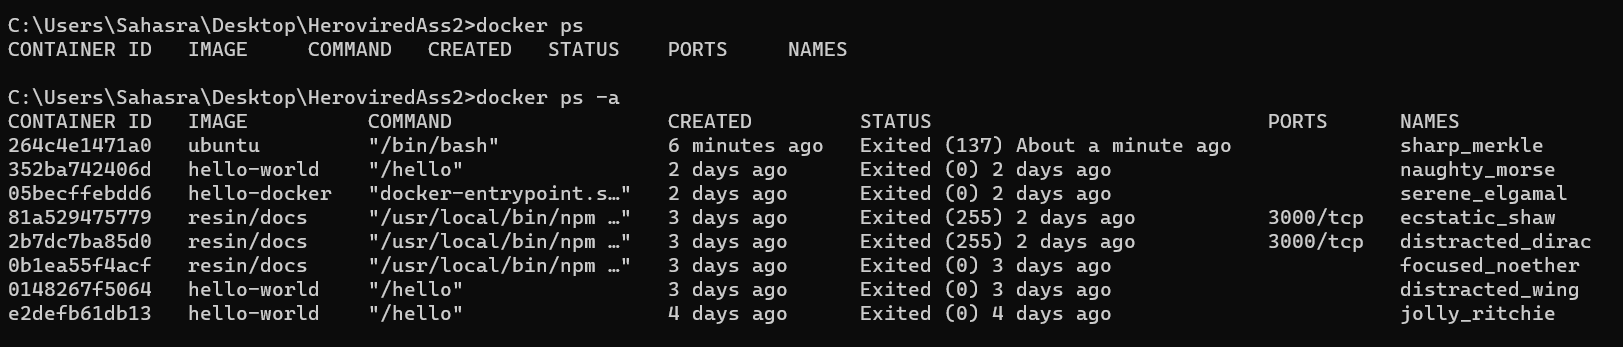 C:\Users\Sahasra\Desktop\HeroviredAss2>docker ps
CONTAINER ID   IMAGE     COMMAND   CREATED   STATUS    PORTS     NAMES
C:\Users\Sahasra\Desktop\HeroviredAss2>docker ps -a
CONTAINER ID   IMAGE          COMMAND                  CREATED         STATUS                            PORTS      NAMES
264c4e1471a0   ubuntu         "/bin/bash"              6 minutes ago   Exited (137) About a minute ago              sharp_merkle
352ba742406d   hello-world    "/hello"                 2 days ago      Exited (0) 2 days ago                        naughty_morse
05becffebdd6   hello-docker   "docker-entrypoint.s…"   2 days ago      Exited (0) 2 days ago                        serene_elgamal
81a529475779   resin/docs     "/usr/local/bin/npm …"   3 days ago      Exited (255) 2 days ago           3000/tcp   ecstatic_shaw
2b7dc7ba85d0   resin/docs     "/usr/local/bin/npm …"   3 days ago      Exited (255) 2 days ago           3000/tcp   distracted_dirac
0b1ea55f4acf   resin/docs     "/usr/local/bin/npm …"   3 days ago      Exited (0) 3 days ago                        focused_noether
0148267f5064   hello-world    "/hello"                 3 days ago      Exited (0) 3 days ago                        distracted_wing
e2defb61db13   hello-world    "/hello"                 4 days ago      Exited (0) 4 days ago                        jolly_ritchie